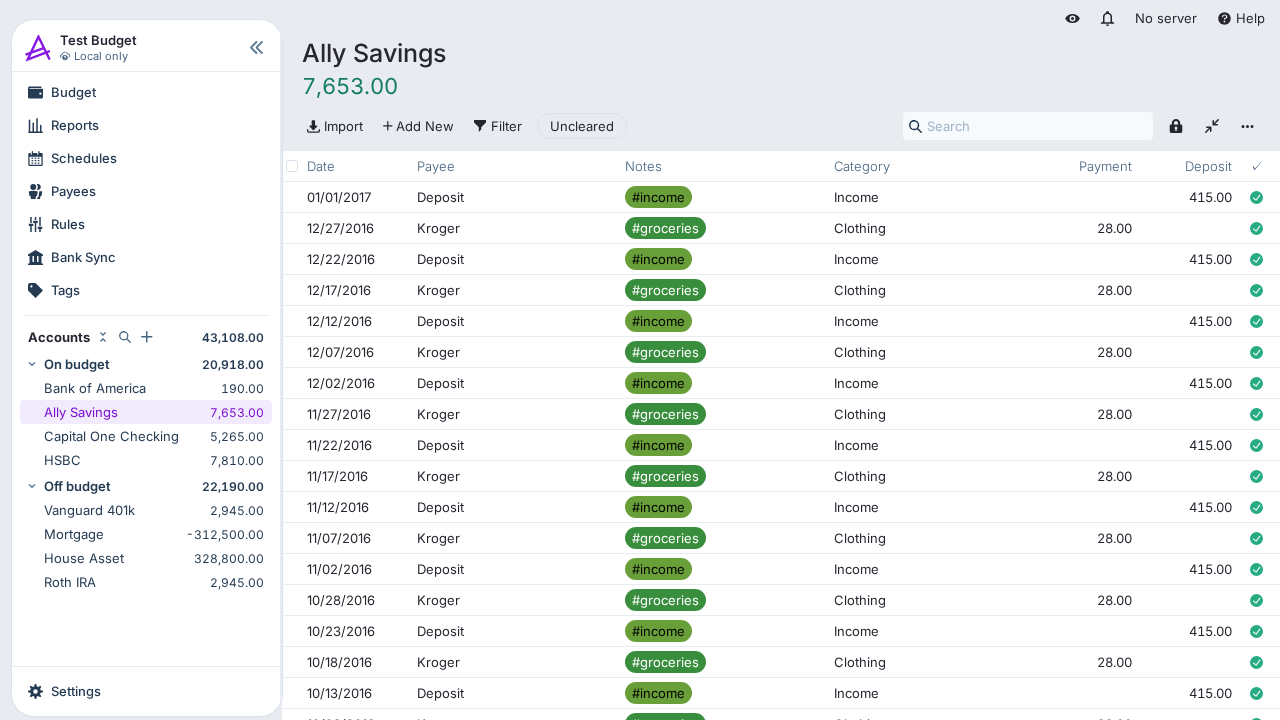 Test Budget
Local only
Budget
Reports
Schedules
Payees
Rules
Bank Sync
Tags
Accounts 43,108.00
On budget 20,918.00
Bank of America 190.00
Ally Savings 7,653.00
Capital One Checking 5,265.00
HSBC 7,810.00
Off budget 22,190.00
Vanguard 401k 2,945.00
Mortgage -312,500.00
House Asset 328,800.00
Roth IRA 2,945.00
Settings
No server Help
Ally Savings
7,653.00
Import Add New Filter Uncleared Search
Date Payee Notes Category Payment Deposit ✓
01/01/2017 Deposit #income Income 415.00
12/27/2016 Kroger #groceries Clothing 28.00
12/22/2016 Deposit #income Income 415.00
12/17/2016 Kroger #groceries Clothing 28.00
12/12/2016 Deposit #income Income 415.00
12/07/2016 Kroger #groceries Clothing 28.00
12/02/2016 Deposit #income Income 415.00
11/27/2016 Kroger #groceries Clothing 28.00
11/22/2016 Deposit #income Income 415.00
11/17/2016 Kroger #groceries Clothing 28.00
11/12/2016 Deposit #income Income 415.00
11/07/2016 Kroger #groceries Clothing 28.00
11/02/2016 Deposit #income Income 415.00
10/28/2016 Kroger #groceries Clothing 28.00
10/23/2016 Deposit #income Income 415.00
10/18/2016 Kroger #groceries Clothing 28.00
10/13/2016 Deposit #income Income 415.00